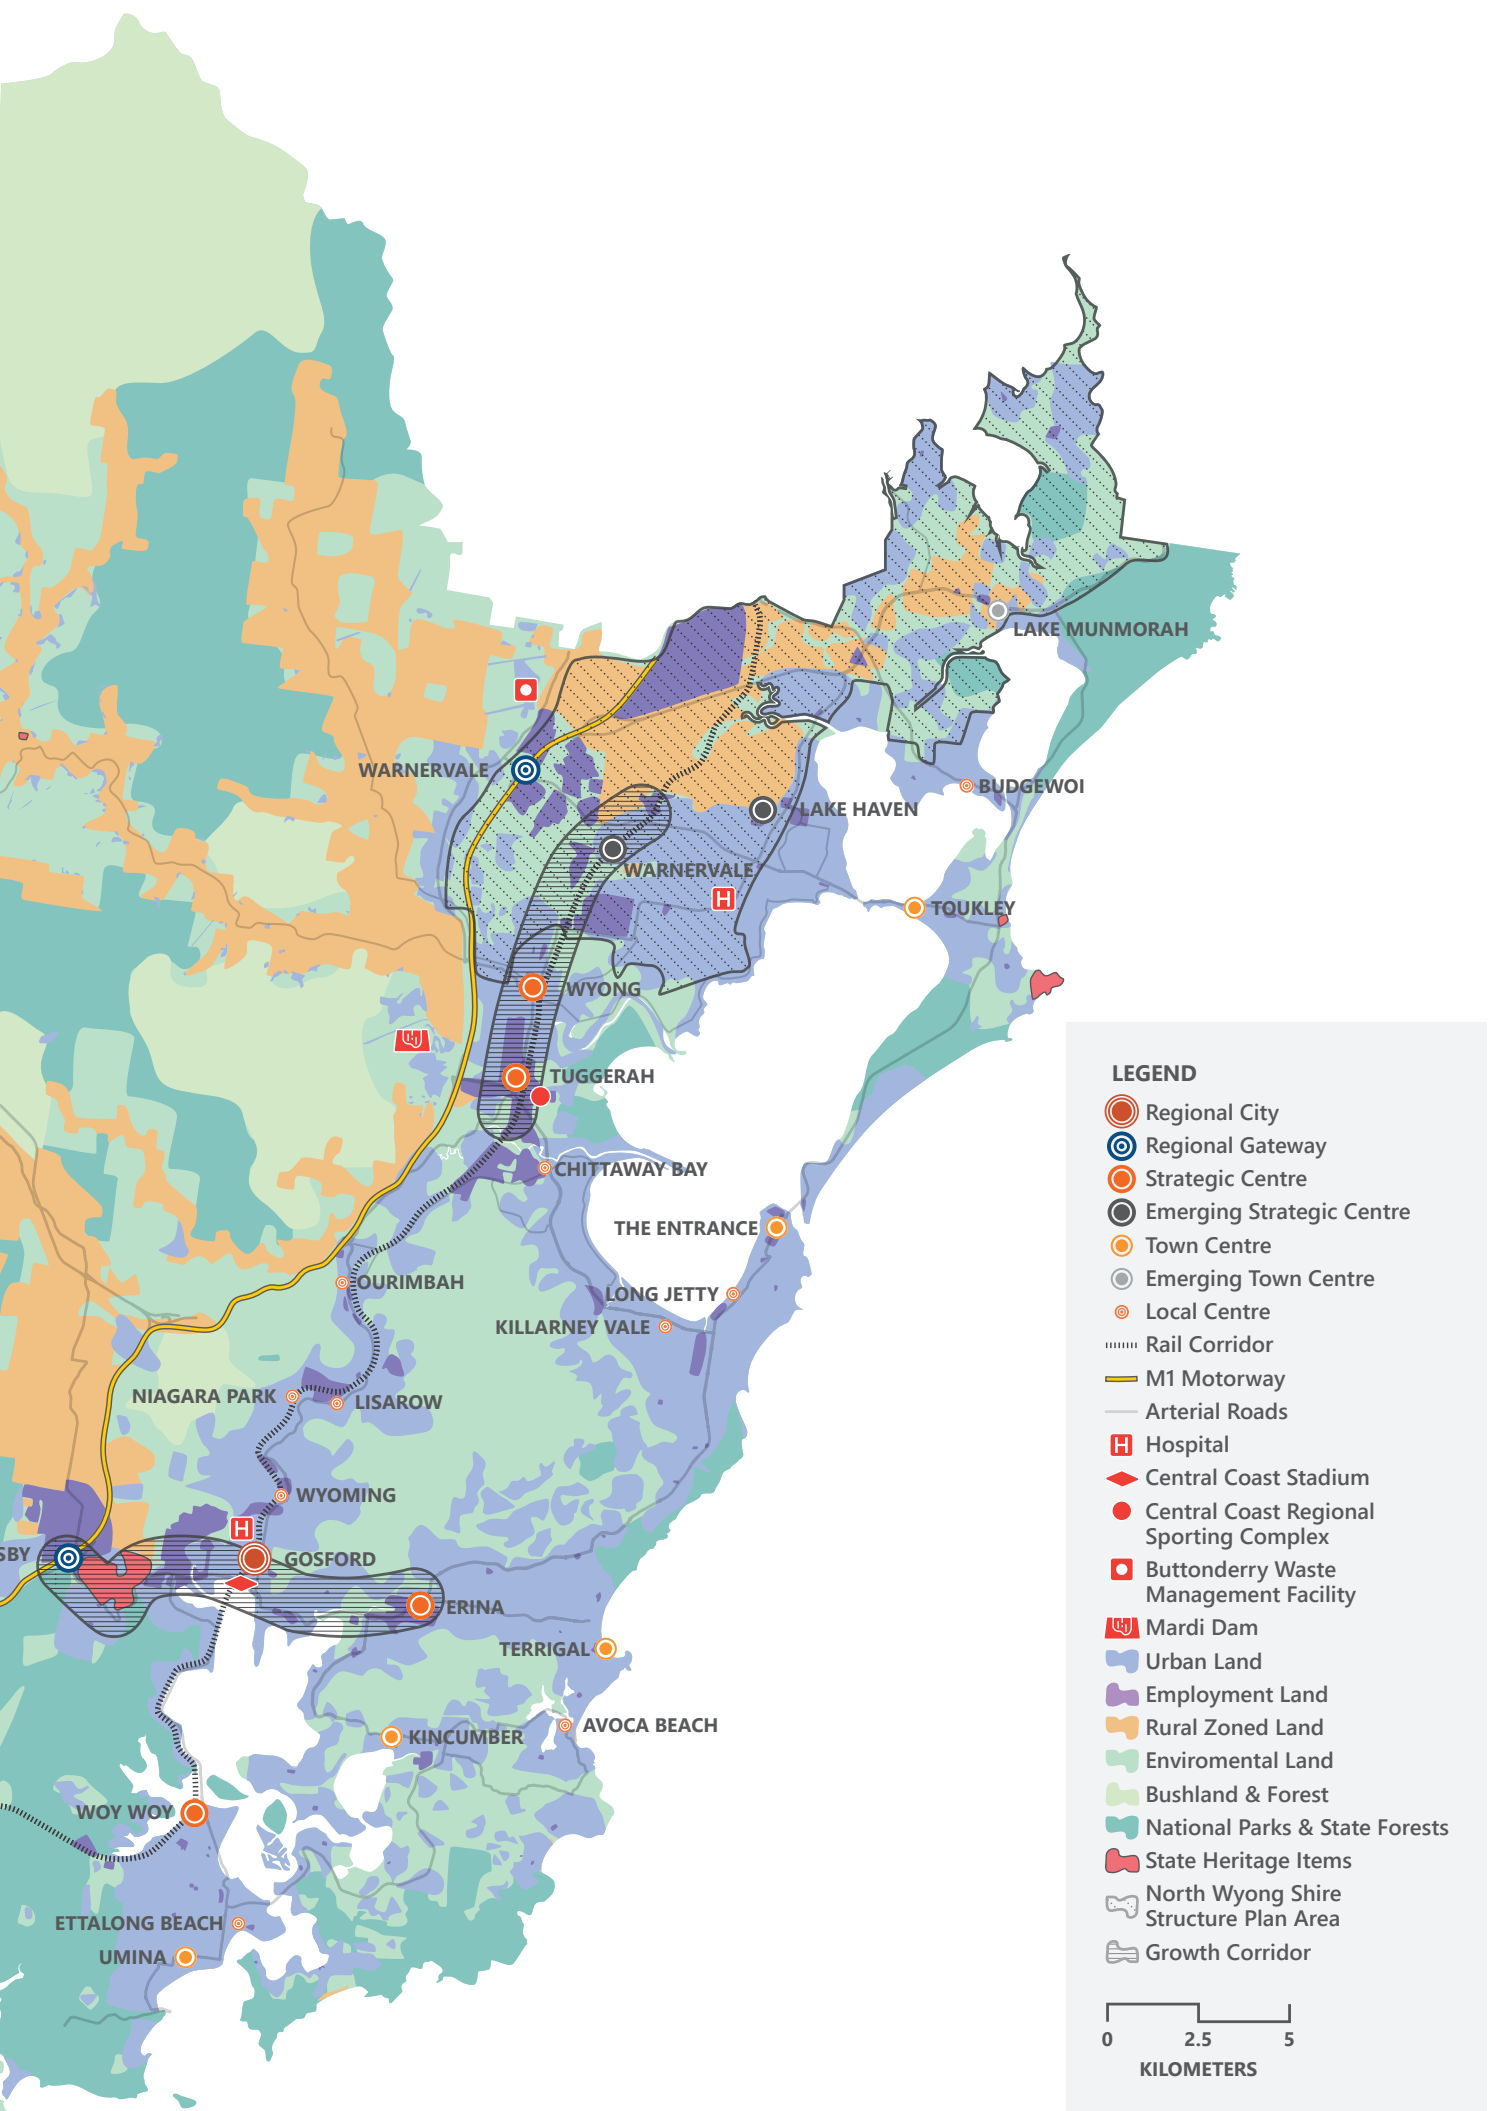 LAKE MUNMORAH
WARNERVALE
BUDGEWOI
LAKE HAVEN
WARNERVALE
H
TOUKLEY
WYONG
TUGGERAH
CHITTAWAY BAY
THE ENTRANCE
OURIMBAH
LONG JETTY
KILLARNEY VALE
NIAGARA PARK
LISAROW
WYOMING
H
SBY
GOSFORD
ERINA
TERRIGAL
AVOCA BEACH
KINCUMBER
WOY WOY
ETTALONG BEACH
UMINA
LEGEND
Regional City
Regional Gateway
Strategic Centre
Emerging Strategic Centre
Town Centre
Emerging Town Centre
Local Centre
Rail Corridor
M1 Motorway
Arterial Roads
H Hospital
Central Coast Stadium
Central Coast Regional
Sporting Complex
Buttonderry Waste
Management Facility
Mardi Dam
Urban Land
Employment Land
Rural Zoned Land
Enviromental Land
Bushland & Forest
National Parks & State Forests
State Heritage Items
North Wyong Shire
Structure Plan Area
Growth Corridor
0 2.5 5
KILOMETERS